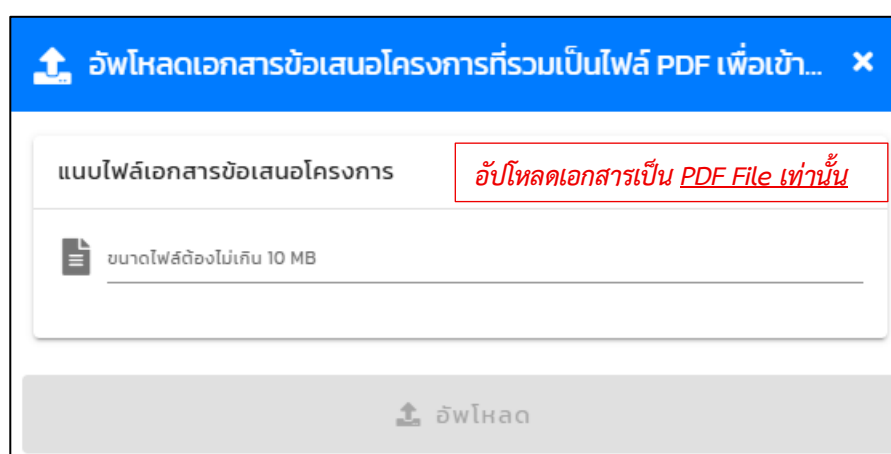 อัพโหลดเอกสารข้อเสนอโครงการที่รวมเป็นไฟล์ PDF เพื่อเข้า...
แนบไฟล์เอกสารข้อเสนอโครงการ
อัปโหลดเอกสารเป็น PDF File เท่านั้น
ขนาดไฟล์ต้องไม่เกิน 10 MB
อัพโหลด